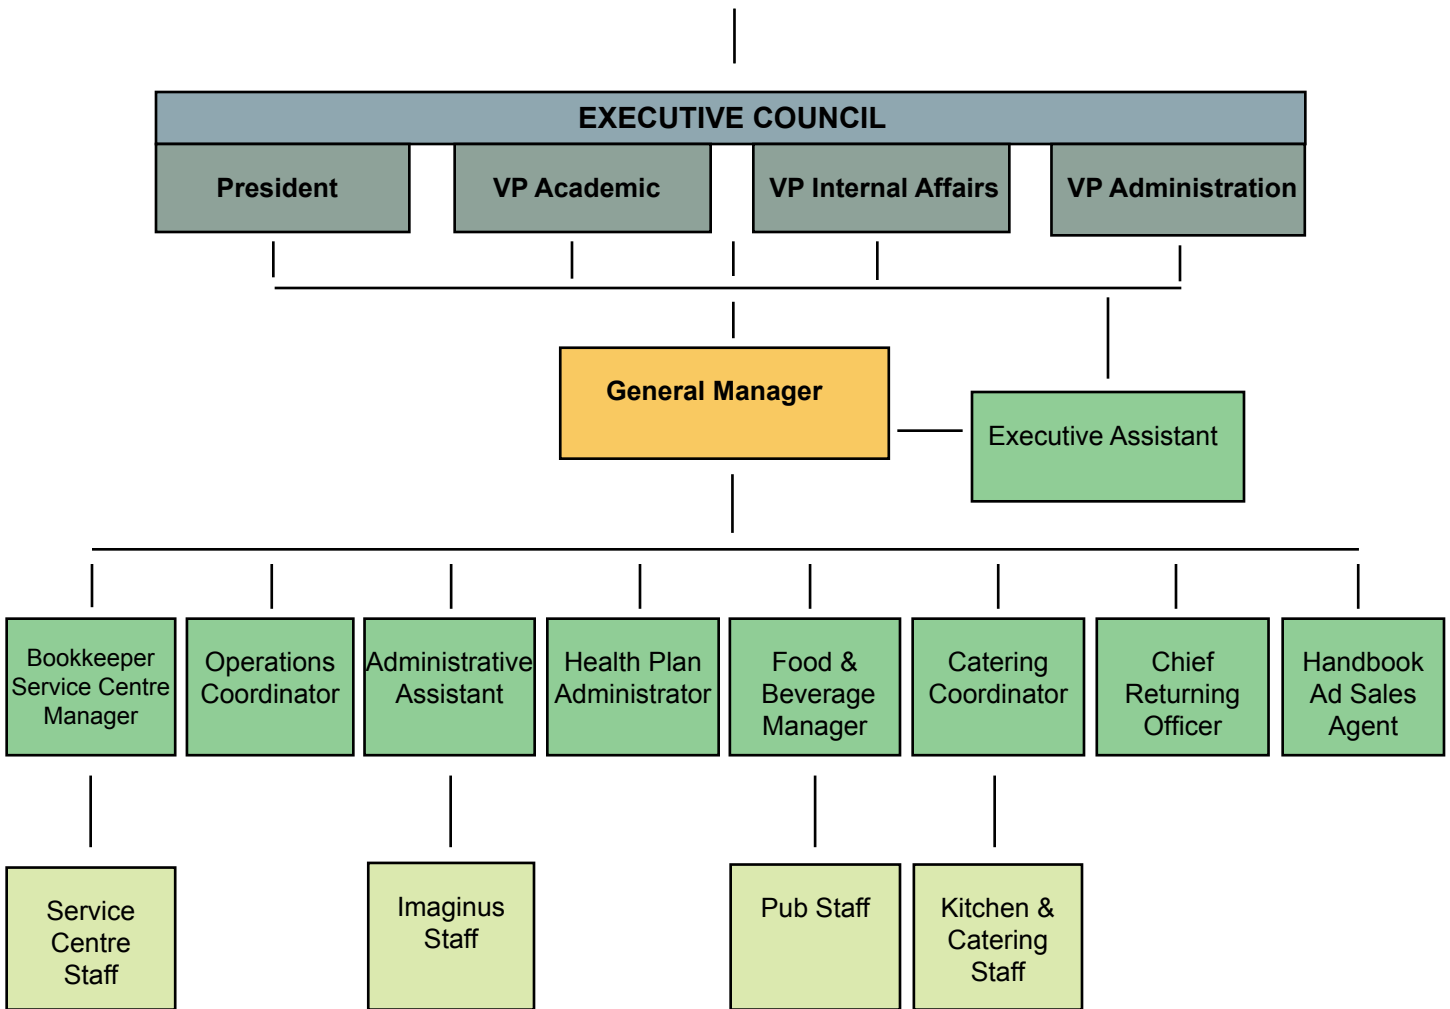 EXECUTIVE COUNCIL
President
VP Academic
VP Internal Affairs
VP Administration
General Manager
Executive Assistant
Bookkeeper
Service Centre
Manager
Operations
Coordinator
Administrative
Assistant
Health Plan
Administrator
Food &
Beverage
Manager
Catering
Coordinator
Chief
Returning
Officer
Handbook
Ad Sales
Agent
Service
Centre
Staff
Imaginus
Staff
Pub Staff
Kitchen &
Catering
Staff